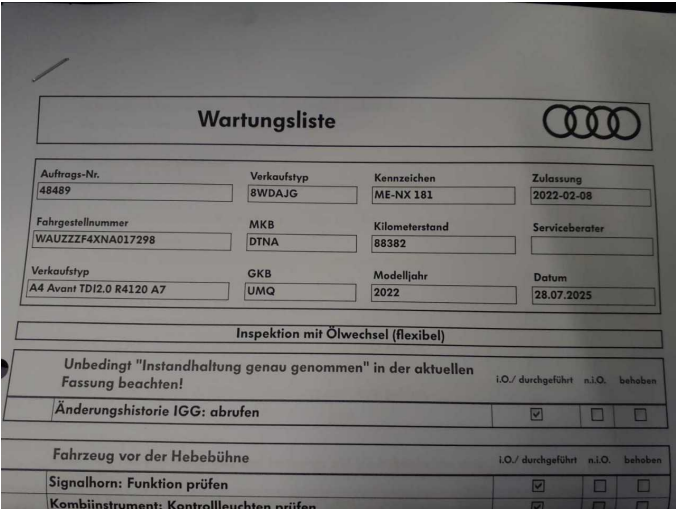 Wartungsliste
Auftrags-Nr. Verkaufstyp Kennzeichen Zulassung
48489 8WDAJG ME-NX 181 2022-02-08
Fahrgestellnummer MKB Kilometerstand Serviceberater
WAUZZZF4XNA017298 DTNA 88382
Verkaufstyp GKB Modelljahr Datum
A4 Avant TDI2.0 R4120 A7 UMQ 2022 28.07.2025
Inspektion mit Ölwechsel (flexibel)
Unbedingt "Instandhaltung genau genommen" in der aktuellen
Fassung beachten! i.O./ durchgeführt n.i.O. behoben
Änderungshistorie IGG: abrufen
Fahrzeug vor der Hebebühne i.O./ durchgeführt n.i.O. behoben
Signalhorn: Funktion prüfen
Kombiinstrument: Kontrollleuchten prüfen